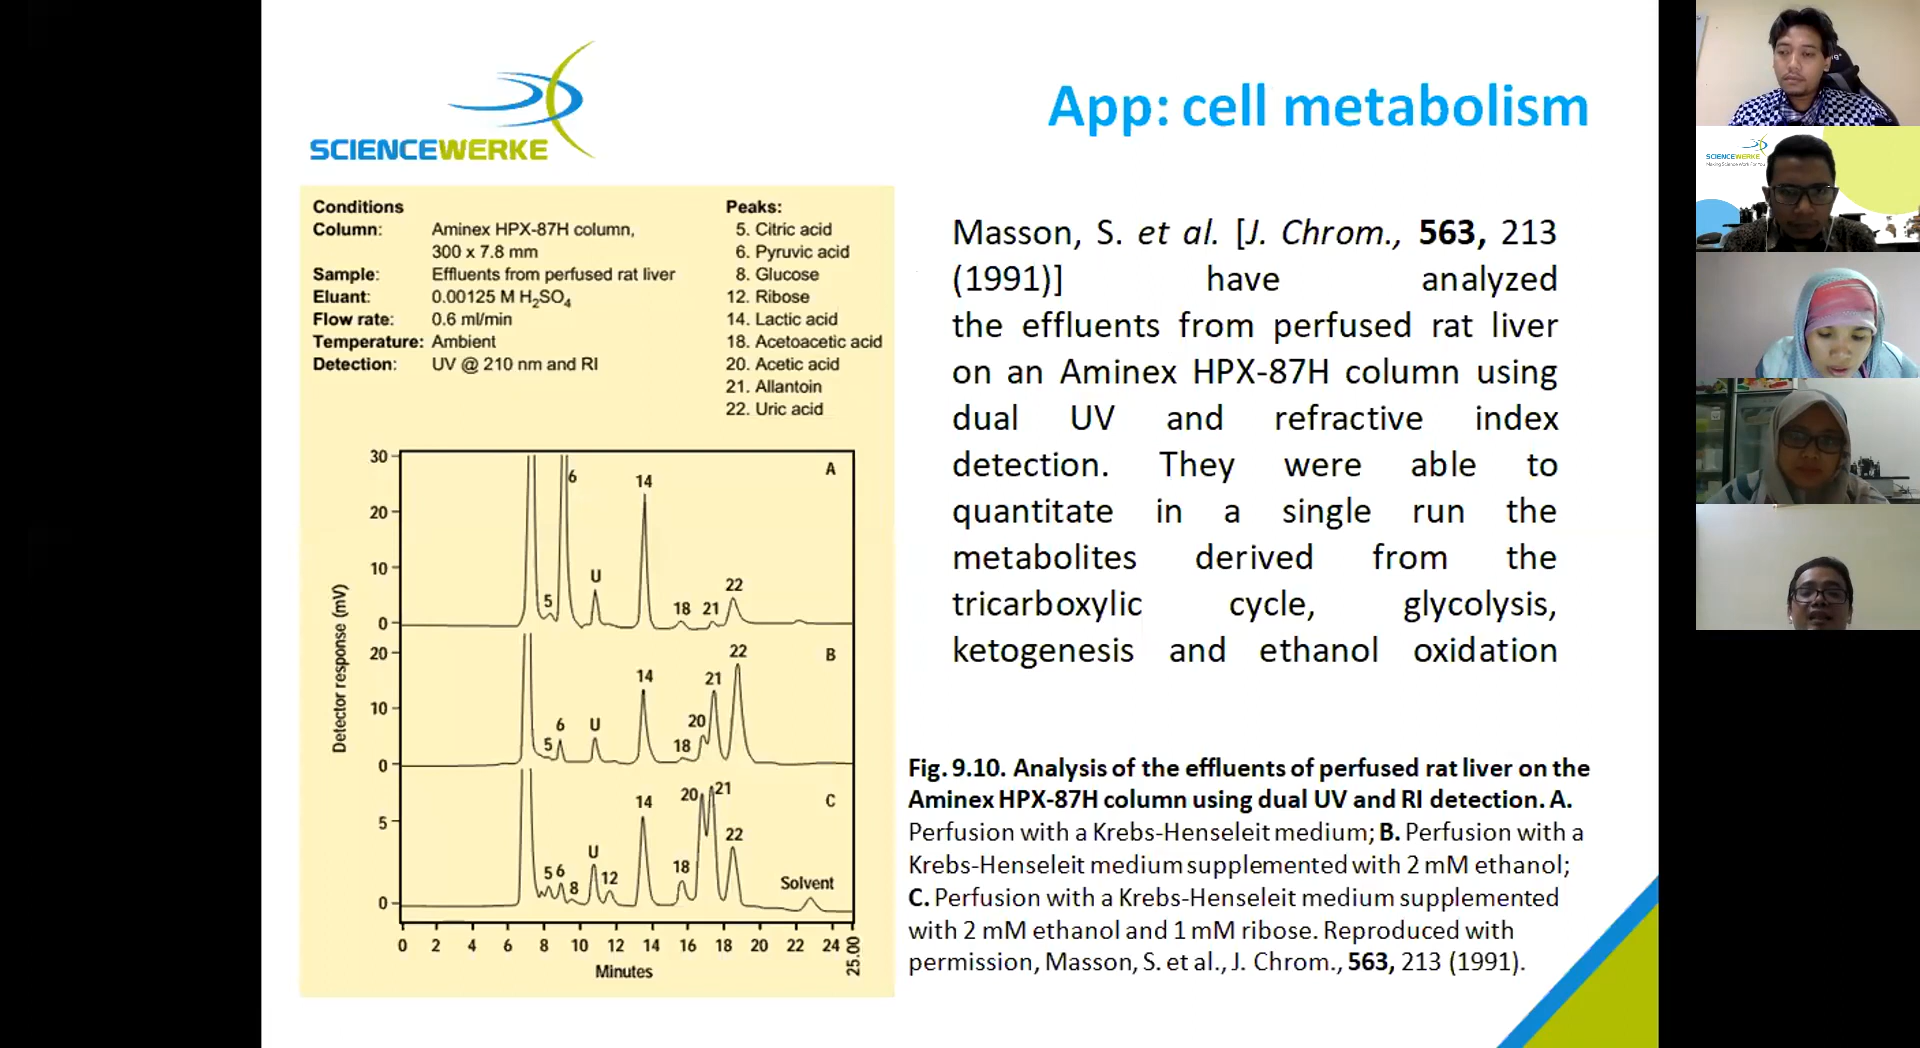 SCIENCEWERKE
App: cell metabolism
Conditions
Column: Aminex HPX-87H column,
300 x 7.8 mm
Sample: Effluents from perfused rat liver
Eluant: 0.00125 M H₂SO₄
Flow rate: 0.6 ml/min
Temperature: Ambient
Detection: UV @ 210 nm and RI
Peaks:
5. Citric acid
6. Pyruvic acid
8. Glucose
12. Ribose
14. Lactic acid
18. Acetoacetic acid
20. Acetic acid
21. Allantoin
22. Uric acid
Detector response (mV)
30
20
10
0
A
6
14
5
U
18
21
22
20
10
0
B
5
6
U
14
18
20
21
22
5
0
C
5 6
8
U
12
14
18
20
21
22
Solvent
0 2 4 6 8 10 12 14 16 18 20 22 24 25.00
Minutes
Masson, S. et al. [J. Chrom., 563, 213
(1991)] have analyzed
the effluents from perfused rat liver
on an Aminex HPX-87H column using
dual UV and refractive index
detection. They were able to
quantitate in a single run the
metabolites derived from the
tricarboxylic cycle, glycolysis,
ketogenesis and ethanol oxidation
Fig. 9.10. Analysis of the effluents of perfused rat liver on the
Aminex HPX-87H column using dual UV and RI detection. A.
Perfusion with a Krebs-Henseleit medium; B. Perfusion with a
Krebs-Henseleit medium supplemented with 2 mM ethanol;
C. Perfusion with a Krebs-Henseleit medium supplemented
with 2 mM ethanol and 1 mM ribose. Reproduced with
permission, Masson, S. et al., J. Chrom., 563, 213 (1991).
SCIENCEWERKE
Making Science Work For You